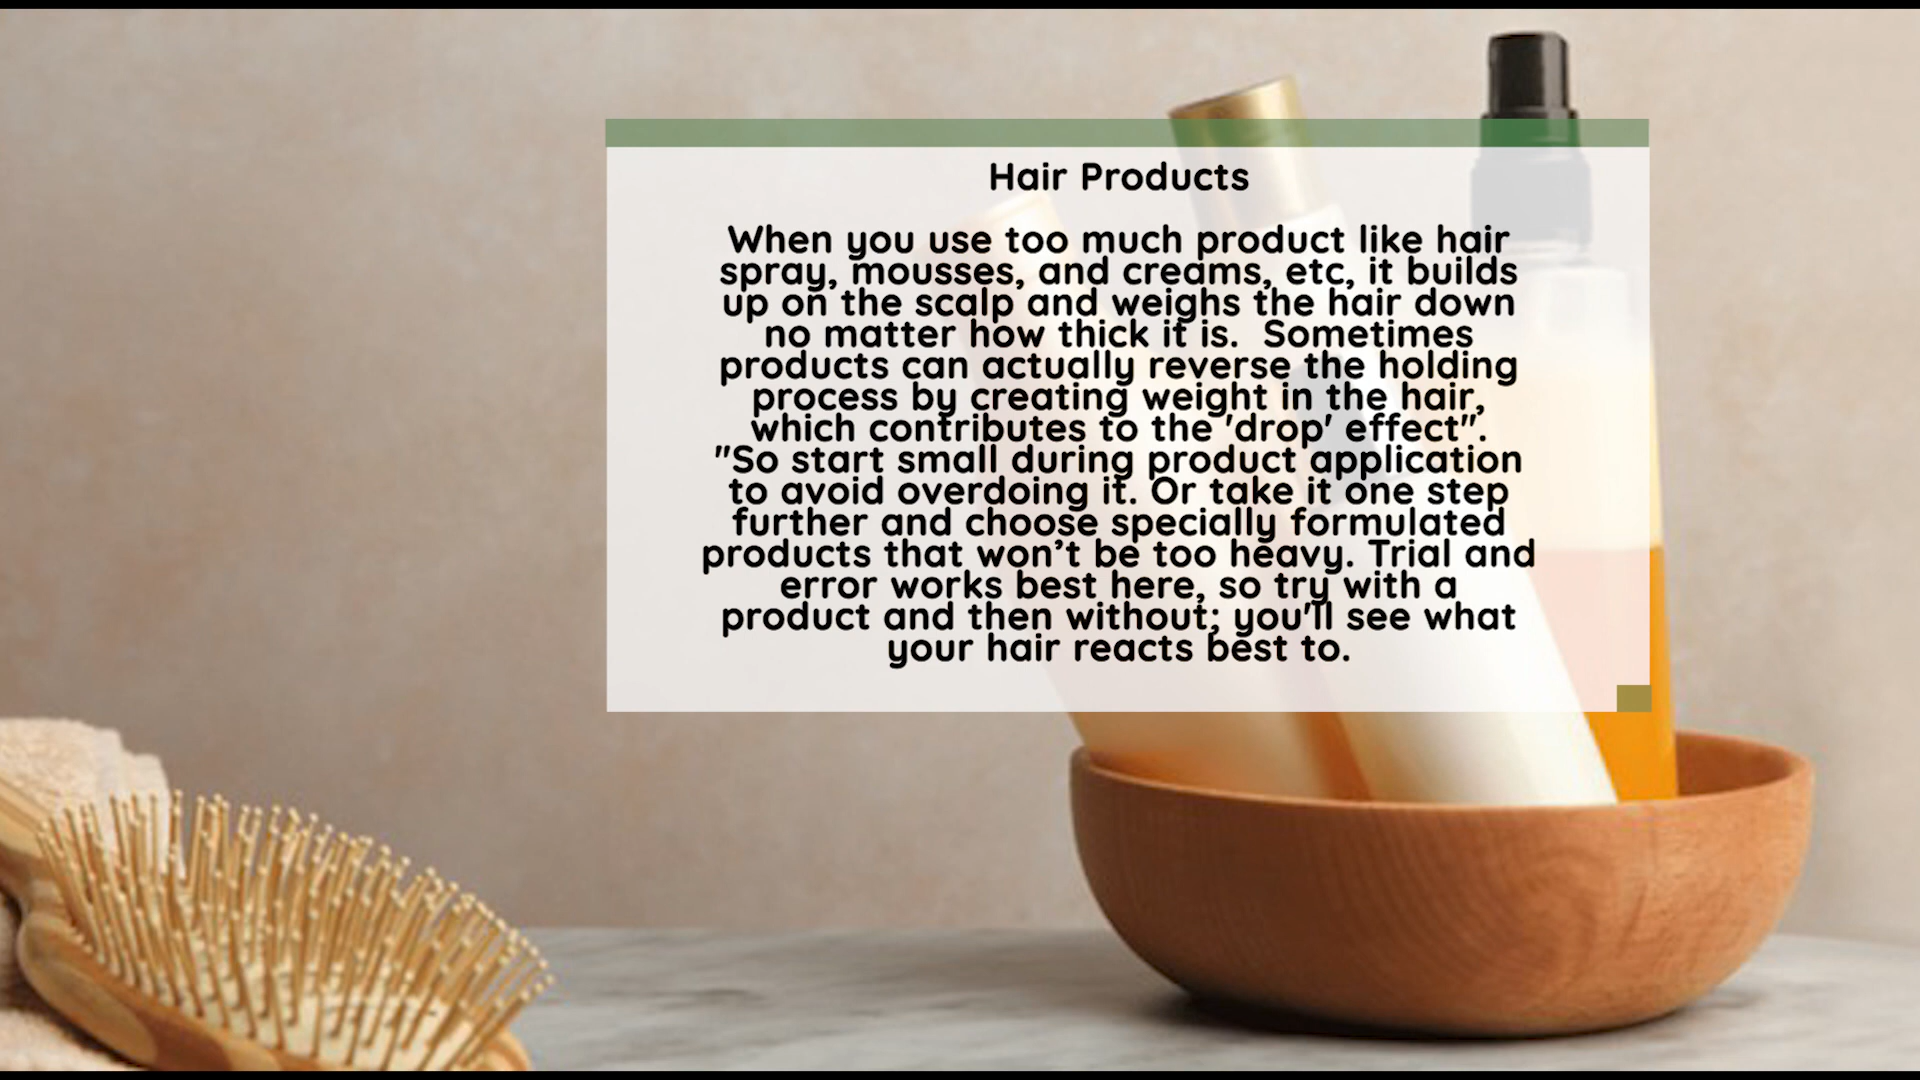 Hair Products
When you use too much product like hair
spray, mousses, and creams, etc, it builds
up on the scalp and weighs the hair down
no matter how thick it is.  Sometimes
products can actually reverse the holding
process by creating weight in the hair,
which contributes to the 'drop' effect".
"So start small during product application
to avoid overdoing it. Or take it one step
further and choose specially formulated
products that won’t be too heavy. Trial and
error works best here, so try with a
product and then without; you'll see what
your hair reacts best to.